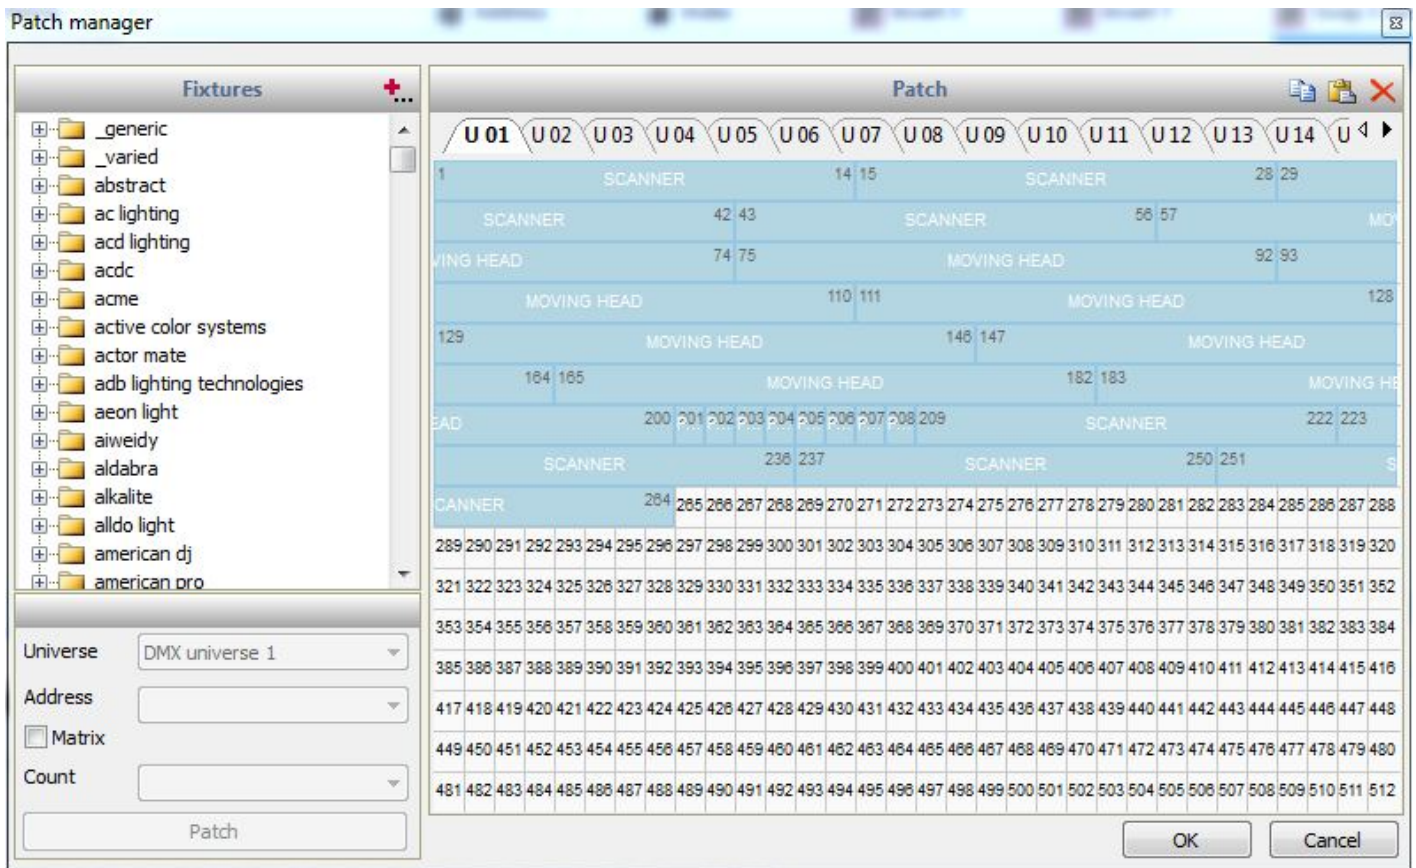 Patch manager
Fixtures
...
_generic
_varied
abstract
ac lighting
acd lighting
acdc
acme
active color systems
actor mate
adb lighting technologies
aeon light
aiweidy
aldabra
alkalite
alldo light
american dj
american pro
Universe DMX universe 1
Address
Matrix
Count
Patch
Patch
U 01 U 02 U 03 U 04 U 05 U 06 U 07 U 08 U 09 U 10 U 11 U 12 U 13 U 14 U
1 SCANNER 14 15 SCANNER 28 29
SCANNER 42 43 SCANNER 56 57 MOV
VING HEAD 74 75 MOVING HEAD 92 93
MOVING HEAD 110 111 MOVING HEAD 128
129 MOVING HEAD 146 147 MOVING HEAD
164 165 MOVING HEAD 182 183 MOVING HE
EAD 200 201 202 203 204 205 206 207 208 209 SCANNER 222 223
SCANNER 236 237 SCANNER 250 251 S
CANNER 264 265 266 267 268 269 270 271 272 273 274 275 276 277 278 279 280 281 282 283 284 285 286 287 288
289 290 291 292 293 294 295 296 297 298 299 300 301 302 303 304 305 306 307 308 309 310 311 312 313 314 315 316 317 318 319 320
321 322 323 324 325 326 327 328 329 330 331 332 333 334 335 336 337 338 339 340 341 342 343 344 345 346 347 348 349 350 351 352
353 354 355 356 357 358 359 360 361 362 363 364 365 366 367 368 369 370 371 372 373 374 375 376 377 378 379 380 381 382 383 384
385 386 387 388 389 390 391 392 393 394 395 396 397 398 399 400 401 402 403 404 405 406 407 408 409 410 411 412 413 414 415 416
417 418 419 420 421 422 423 424 425 426 427 428 429 430 431 432 433 434 435 436 437 438 439 440 441 442 443 444 445 446 447 448
449 450 451 452 453 454 455 456 457 458 459 460 461 462 463 464 465 466 467 468 469 470 471 472 473 474 475 476 477 478 479 480
481 482 483 484 485 486 487 488 489 490 491 492 493 494 495 496 497 498 499 500 501 502 503 504 505 506 507 508 509 510 511 512
OK Cancel